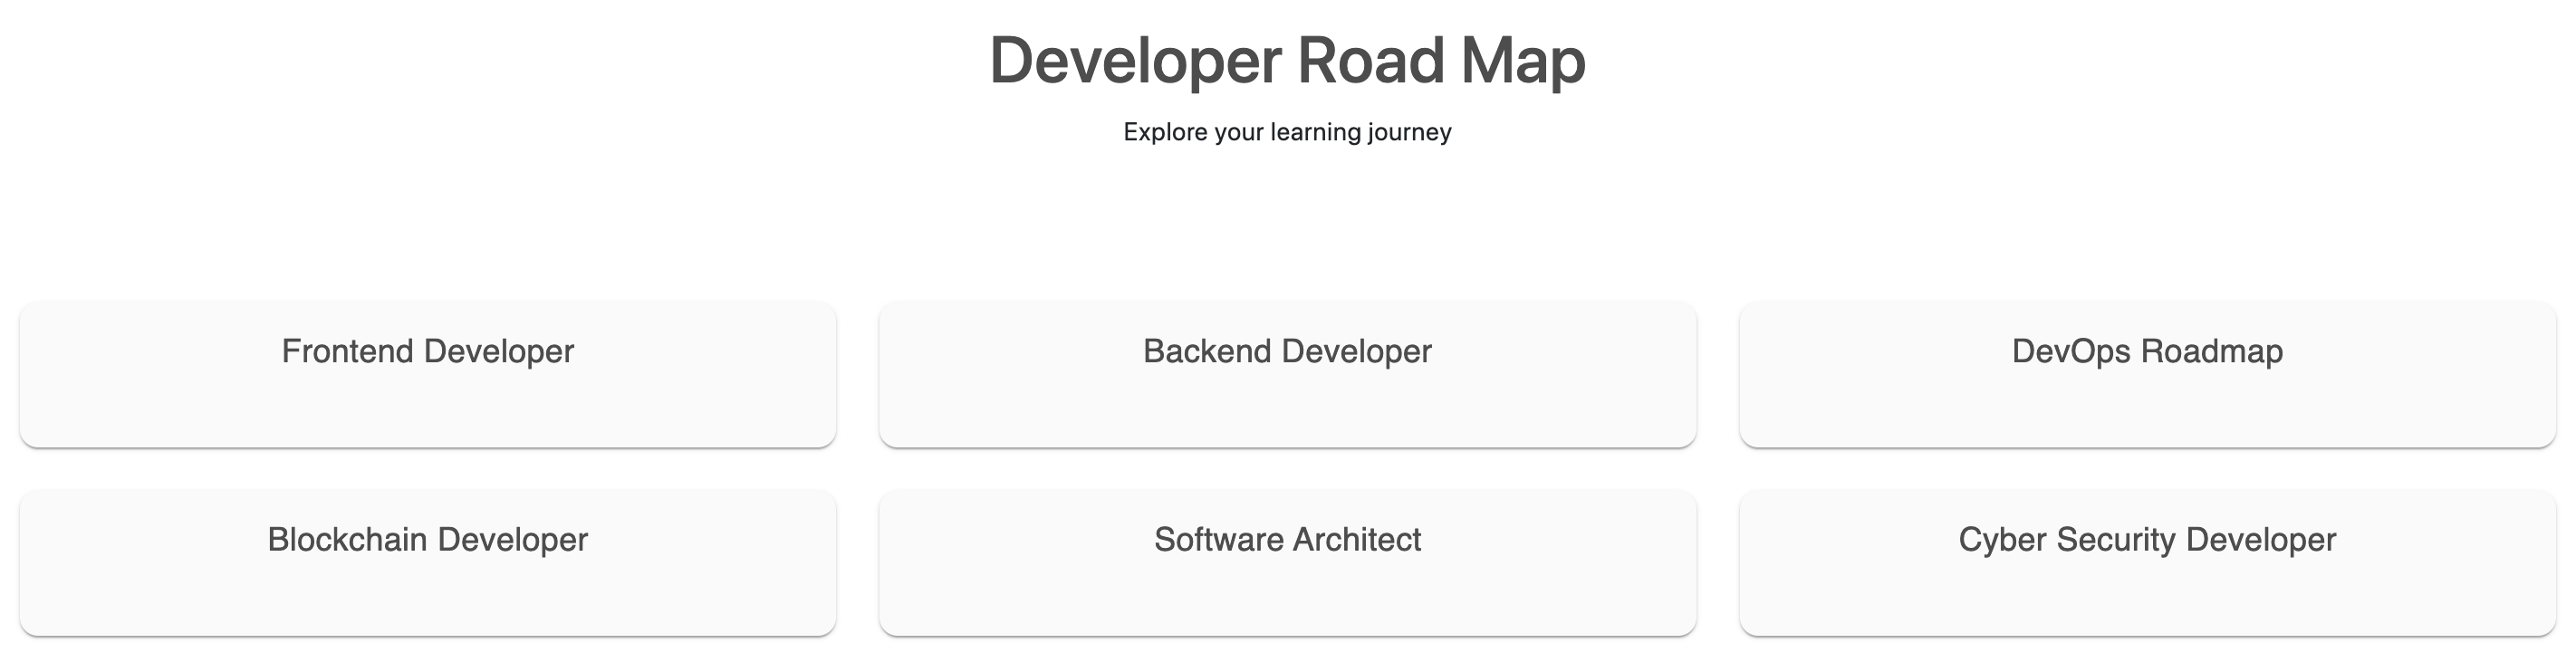 Developer Road Map
Explore your learning journey
Frontend Developer
Backend Developer
DevOps Roadmap
Blockchain Developer
Software Architect
Cyber Security Developer